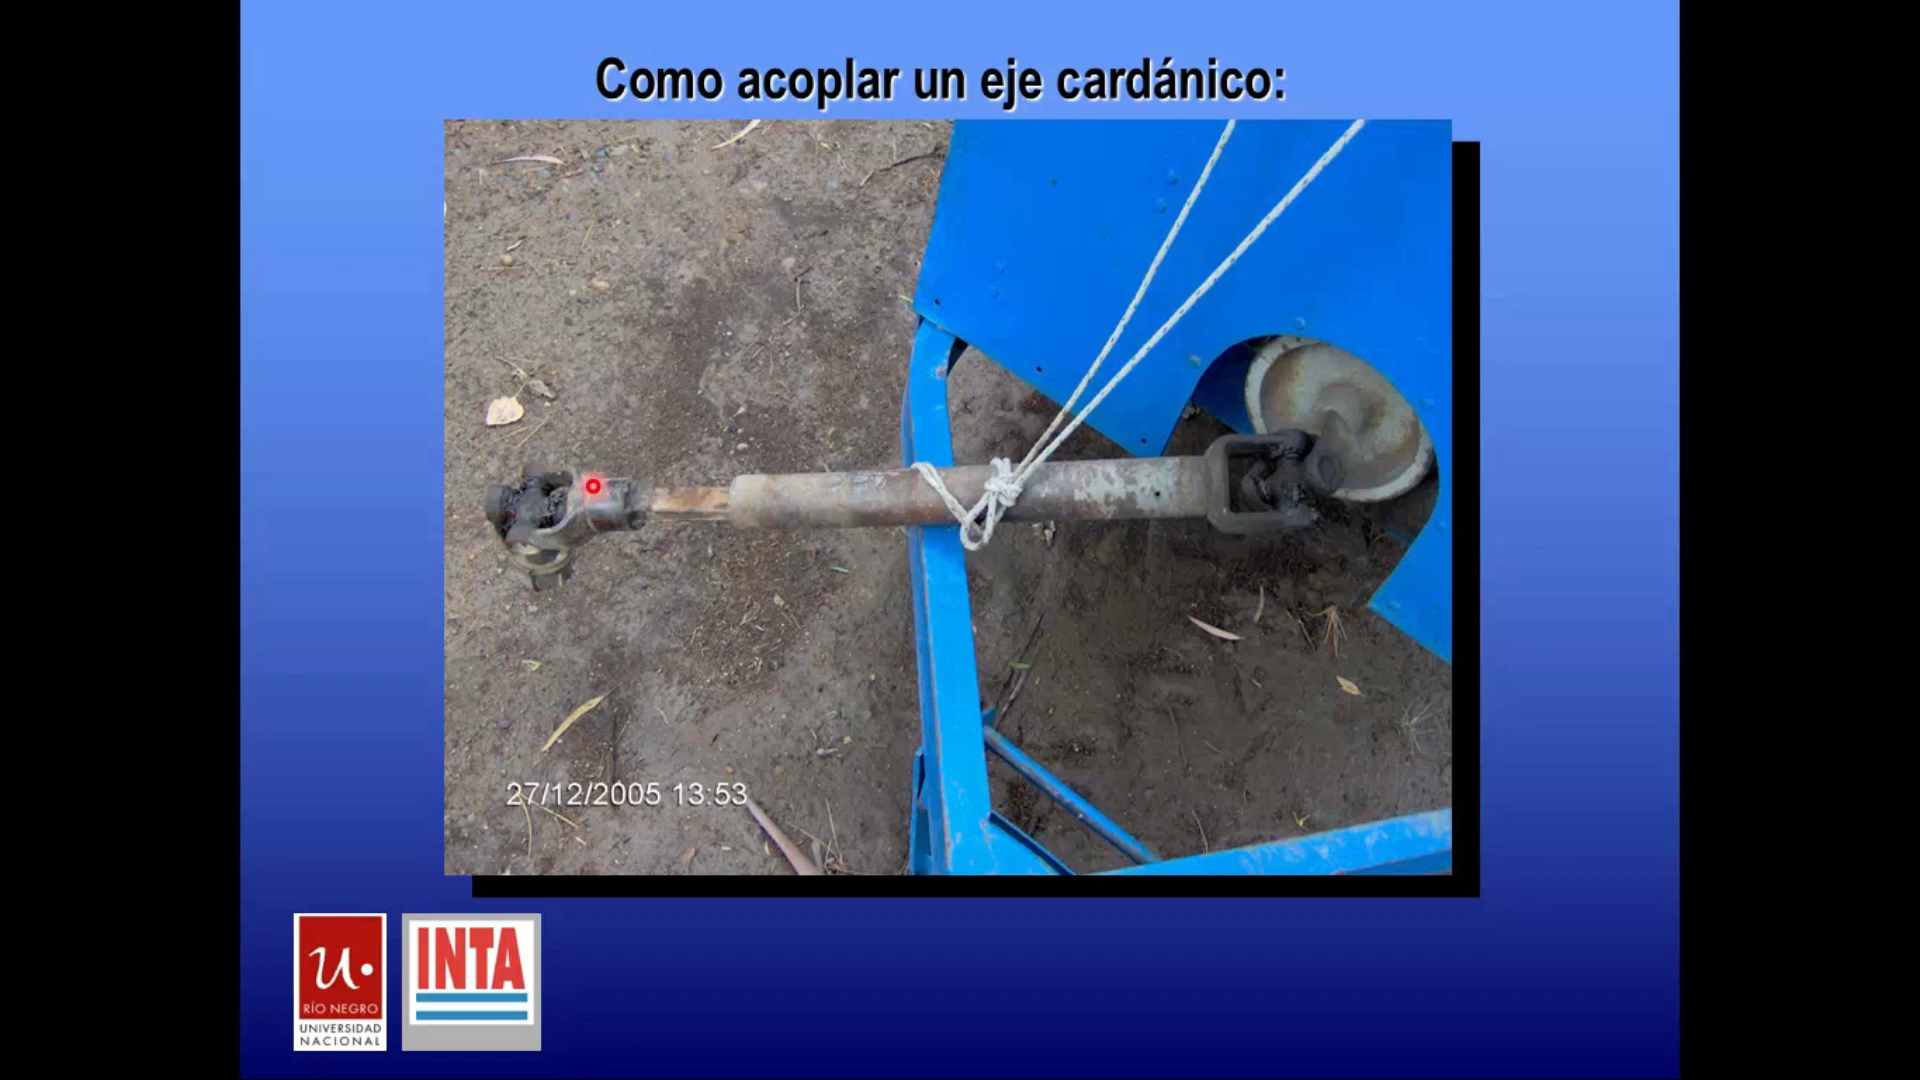 Como acoplar un eje cardánico:
27/12/2005 13:53
u.
RÍO NEGRO
UNIVERSIDAD
NACIONAL
INTA